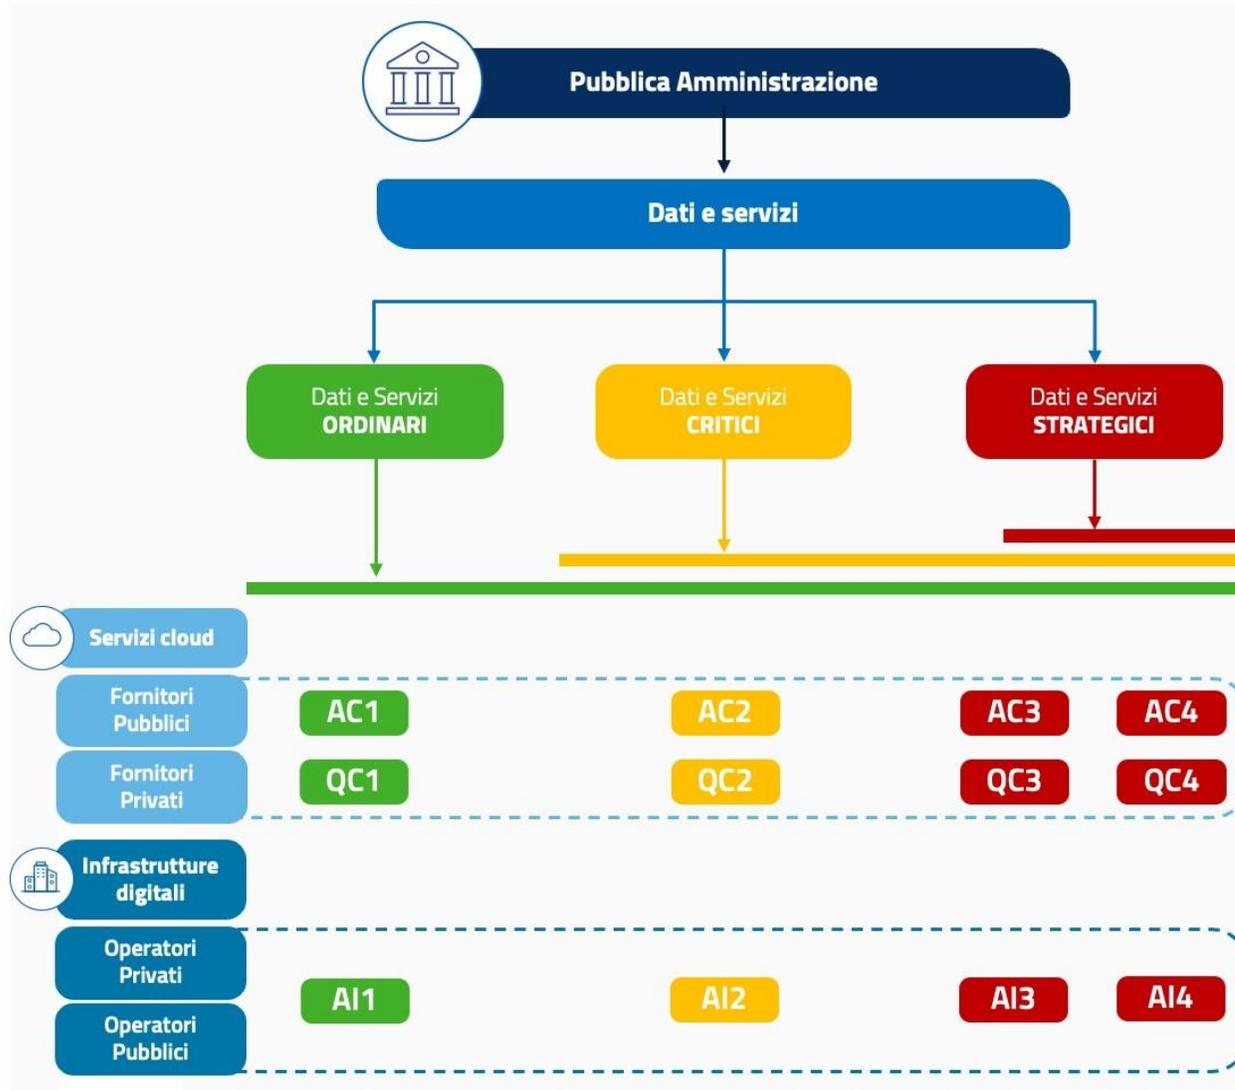 Pubblica Amministrazione
Dati e servizi
Dati e Servizi
ORDINARI
Dati e Servizi
CRITICI
Dati e Servizi
STRATEGICI
Servizi cloud
Fornitori
Pubblici
AC1
AC2
AC3
AC4
Fornitori
Privati
QC1
QC2
QC3
QC4
Infrastrutture
digitali
Operatori
Privati
AI1
AI2
AI3
AI4
Operatori
Pubblici